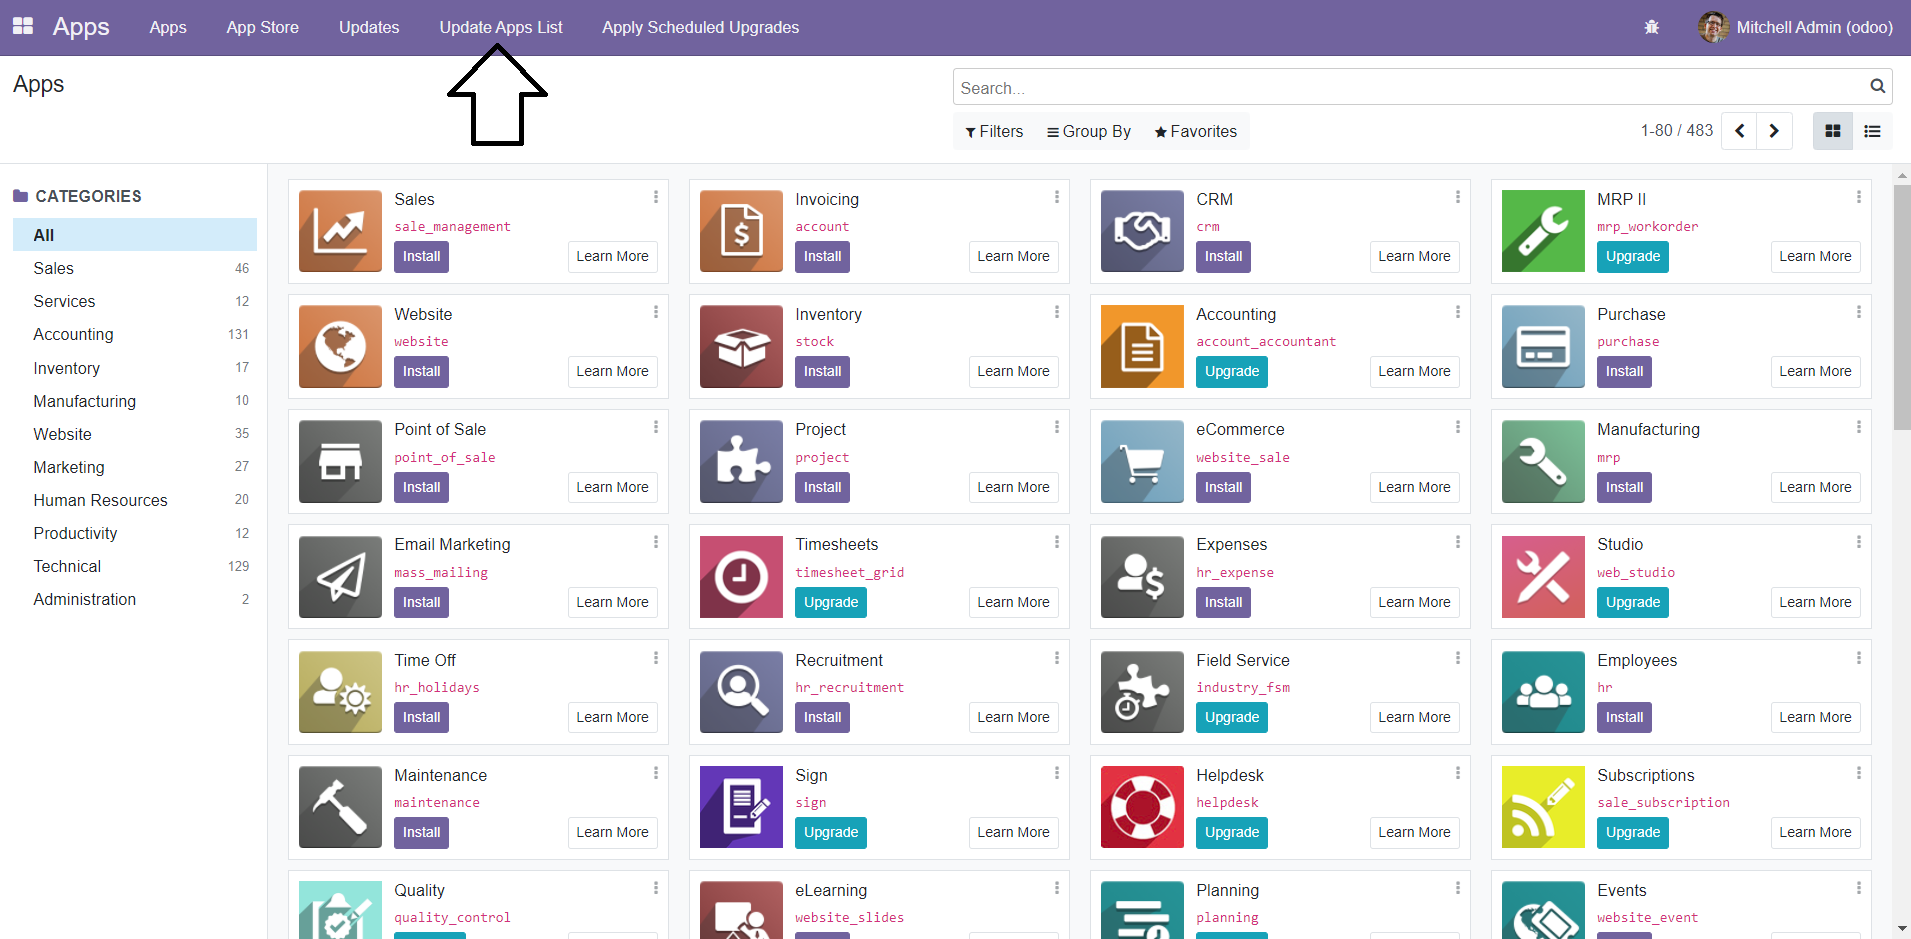 Apps Apps App Store Updates Update Apps List Apply Scheduled Upgrades Mitchell Admin (odoo)
Apps
Search...
Filters Group By Favorites 1-80 / 483
CATEGORIES
All
Sales 46
Services 12
Accounting 131
Inventory 17
Manufacturing 10
Website 35
Marketing 27
Human Resources 20
Productivity 12
Technical 129
Administration 2
Sales Invoicing CRM MRP II
sale_management account crm mrp_workorder
Install Learn More Install Learn More Install Learn More Upgrade Learn More
Website Inventory Accounting Purchase
website stock account_accountant purchase
Install Learn More Install Learn More Upgrade Learn More Install Learn More
Point of Sale Project eCommerce Manufacturing
point_of_sale project website_sale mrp
Install Learn More Install Learn More Install Learn More Install Learn More
Email Marketing Timesheets Expenses Studio
mass_mailing timesheet_grid hr_expense web_studio
Install Learn More Upgrade Learn More Install Learn More Upgrade Learn More
Time Off Recruitment Field Service Employees
hr_holidays hr_recruitment industry_fsm hr
Install Learn More Install Learn More Upgrade Learn More Install Learn More
Maintenance Sign Helpdesk Subscriptions
maintenance sign helpdesk sale_subscription
Install Learn More Upgrade Learn More Upgrade Learn More Upgrade Learn More
Quality eLearning Planning Events
quality_control website_slides planning website_event